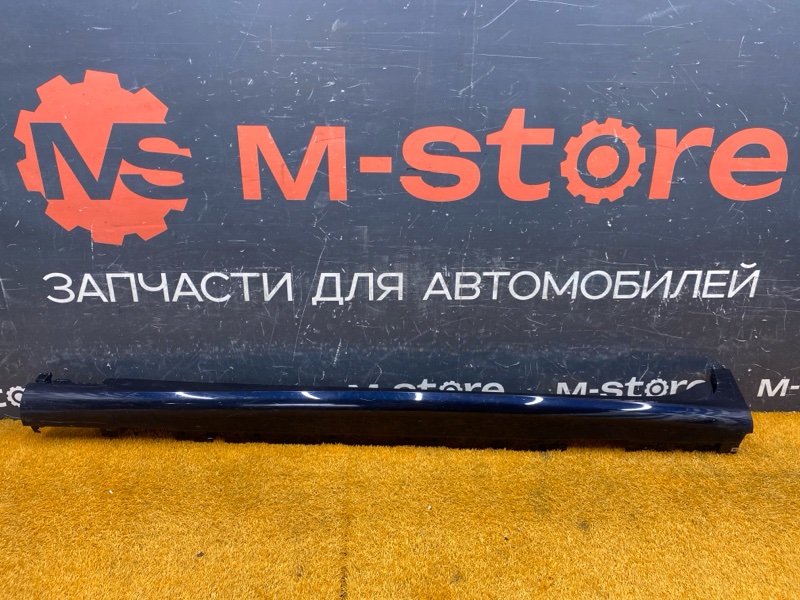 MS M-store
ЗАПЧАСТИ ДЛЯ АВТОМОБИЛЕЙ
M-store M-store M-